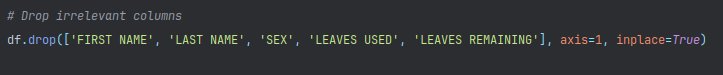 # Drop irrelevant columns
df.drop(['FIRST NAME', 'LAST NAME', 'SEX', 'LEAVES USED', 'LEAVES REMAINING'], axis=1, inplace=True)